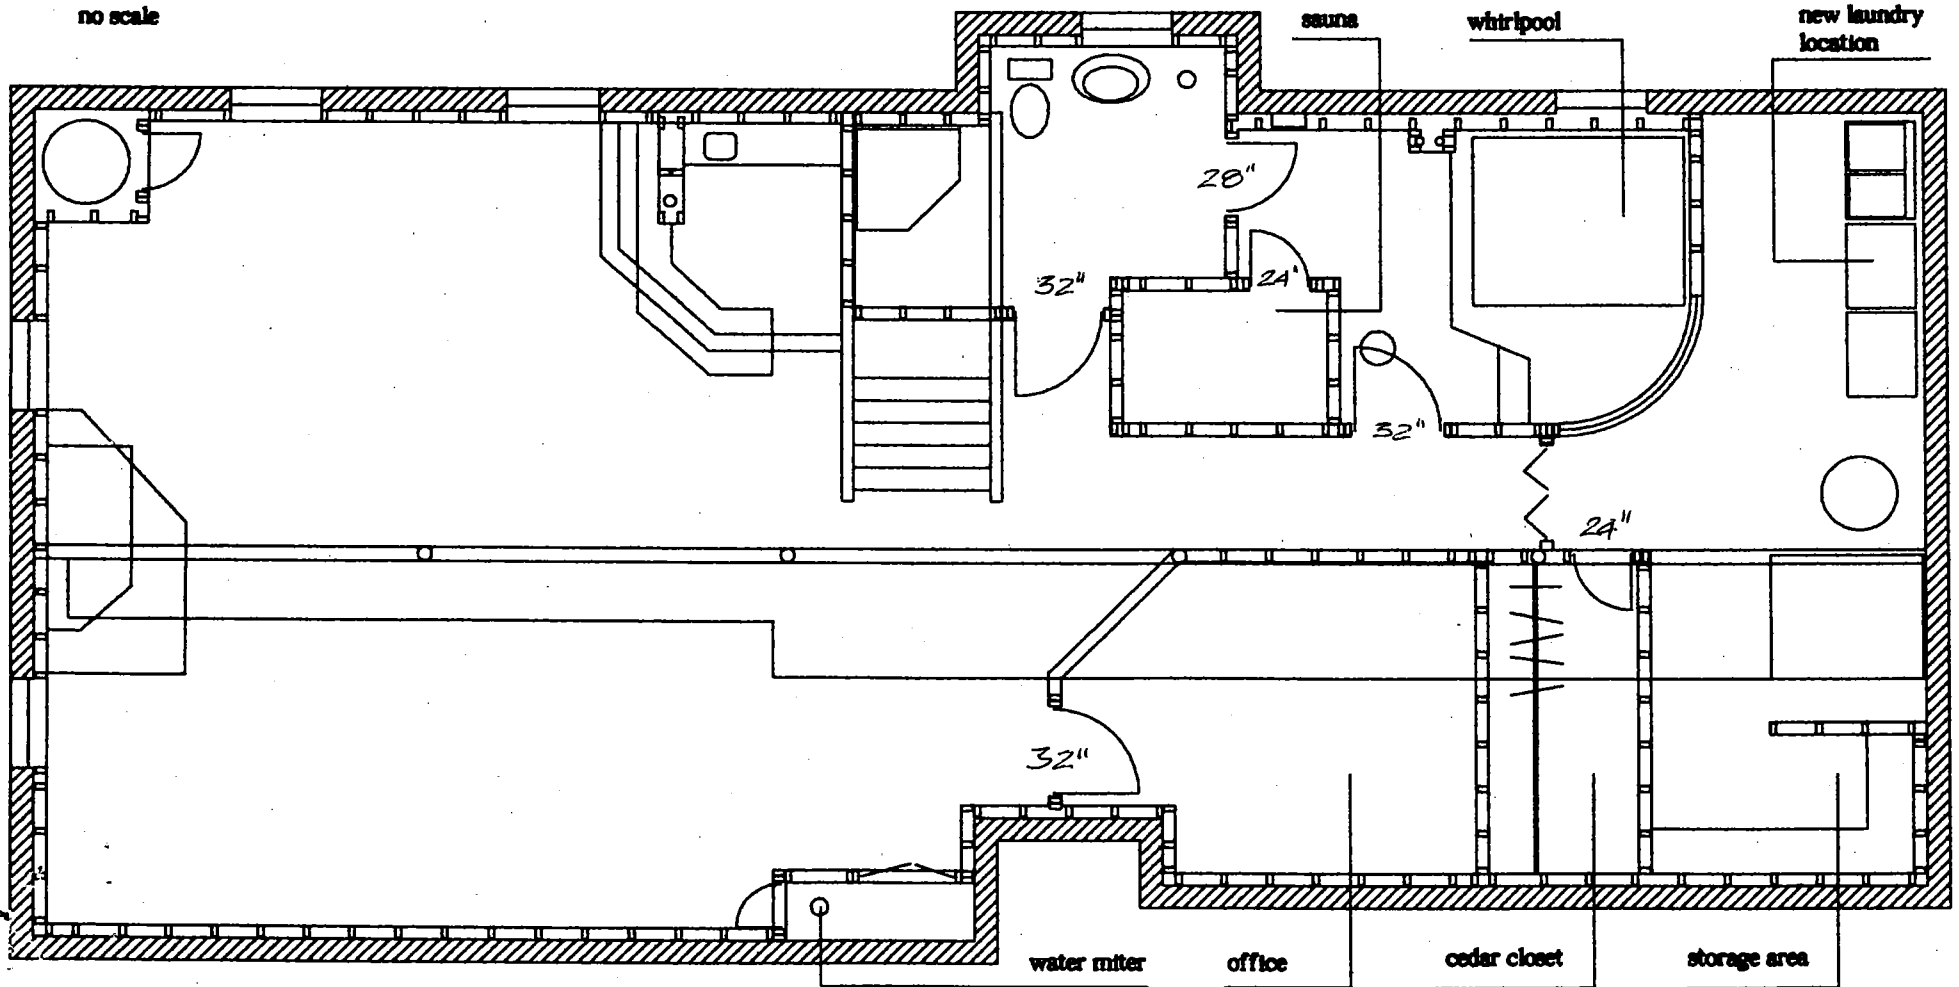 no scale
sauna
whirlpool
new laundry
location
28"
32"
24"
32"
24"
32"
water miter
office
cedar closet
storage area